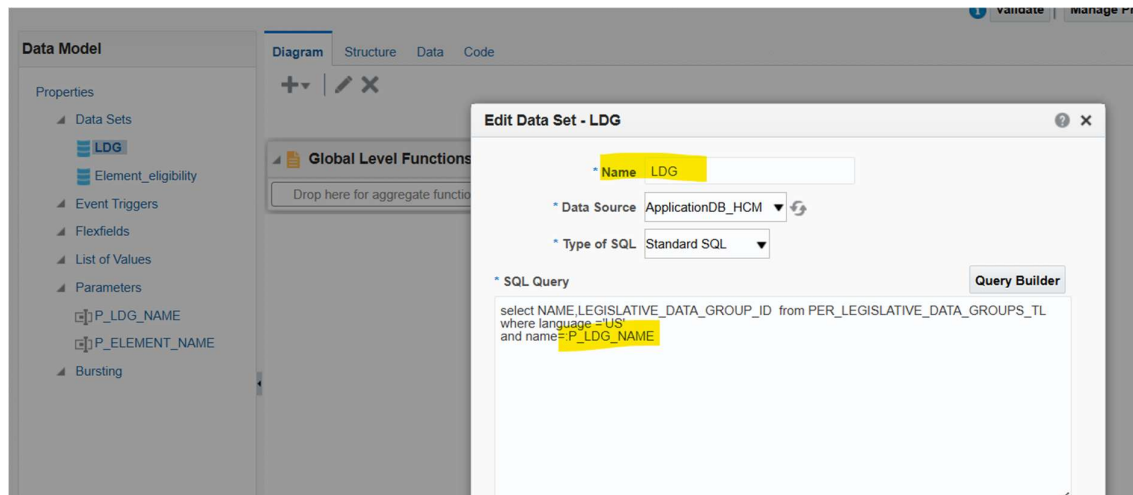 Validate
Manage Pr
Data Model
Diagram Structure Data Code
Properties
Data Sets
LDG
Element_eligibility
Event Triggers
Flexfields
List of Values
Parameters
P_LDG_NAME
P_ELEMENT_NAME
Bursting
Global Level Functions
Drop here for aggregate functio
Edit Data Set - LDG
* Name LDG
* Data Source ApplicationDB_HCM
* Type of SQL Standard SQL
* SQL Query
Query Builder
select NAME,LEGISLATIVE_DATA_GROUP_ID from PER_LEGISLATIVE_DATA_GROUPS_TL
where language ='US'
and name=:P_LDG_NAME